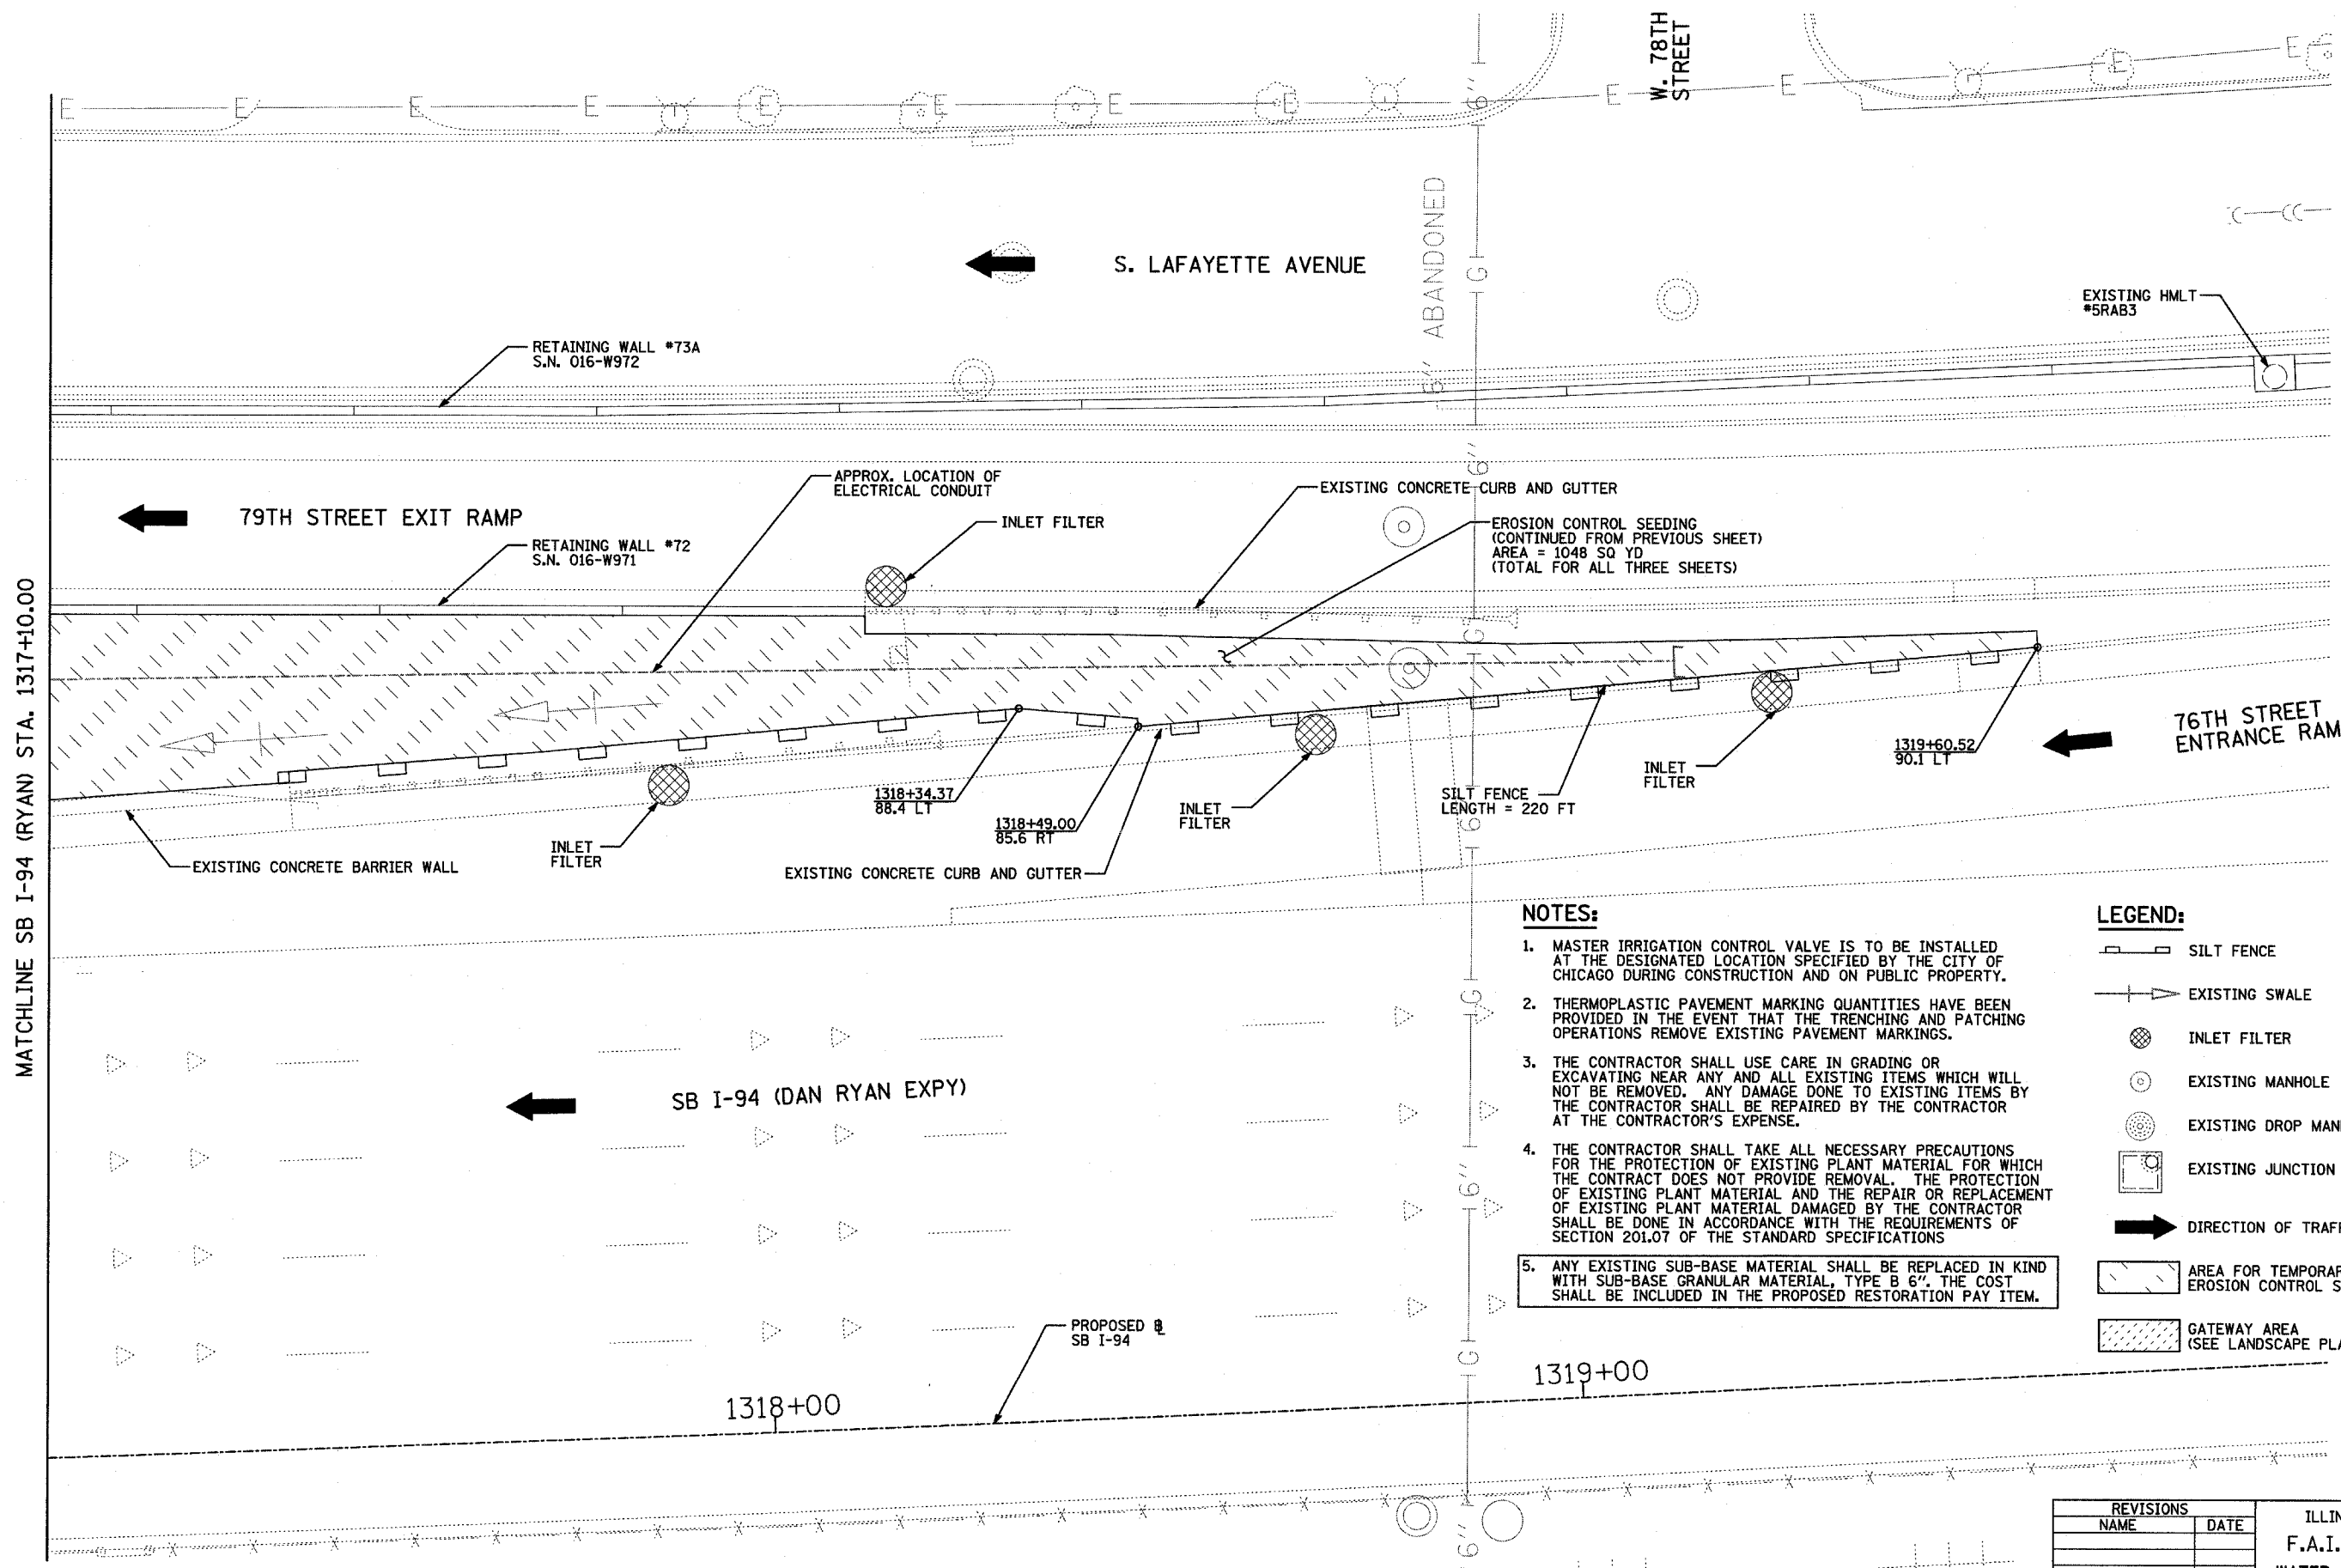 W. 78TH
STREET
E E E E E E E E E E E E
6"
6" ABANDONED
G
S. LAFAYETTE AVENUE
EXISTING HMLT
#5RAB3
RETAINING WALL #73A
S.N. 016-W972
6"
APPROX. LOCATION OF
ELECTRICAL CONDUIT
EXISTING CONCRETE CURB AND GUTTER
79TH STREET EXIT RAMP
INLET FILTER
EROSION CONTROL SEEDING
(CONTINUED FROM PREVIOUS SHEET)
AREA = 1048 SQ YD
(TOTAL FOR ALL THREE SHEETS)
RETAINING WALL #72
S.N. 016-W971
G
MATCHLINE SB I-94 (RYAN) STA. 1317+10.00
76TH STREET
ENTRANCE RAM
1319+60.52
90.1 LT
INLET
FILTER
SILT FENCE
LENGTH = 220 FT
1318+34.37
88.4 LT
1318+49.00
85.6 RT
INLET
FILTER
INLET
FILTER
6
EXISTING CONCRETE BARRIER WALL
EXISTING CONCRETE CURB AND GUTTER
NOTES:
1. MASTER IRRIGATION CONTROL VALVE IS TO BE INSTALLED
AT THE DESIGNATED LOCATION SPECIFIED BY THE CITY OF
CHICAGO DURING CONSTRUCTION AND ON PUBLIC PROPERTY.
2. THERMOPLASTIC PAVEMENT MARKING QUANTITIES HAVE BEEN
PROVIDED IN THE EVENT THAT THE TRENCHING AND PATCHING
OPERATIONS REMOVE EXISTING PAVEMENT MARKINGS.
3. THE CONTRACTOR SHALL USE CARE IN GRADING OR
EXCAVATING NEAR ANY AND ALL EXISTING ITEMS WHICH WILL
NOT BE REMOVED. ANY DAMAGE DONE TO EXISTING ITEMS BY
THE CONTRACTOR SHALL BE REPAIRED BY THE CONTRACTOR
AT THE CONTRACTOR'S EXPENSE.
4. THE CONTRACTOR SHALL TAKE ALL NECESSARY PRECAUTIONS
FOR THE PROTECTION OF EXISTING PLANT MATERIAL FOR WHICH
THE CONTRACT DOES NOT PROVIDE REMOVAL. THE PROTECTION
OF EXISTING PLANT MATERIAL AND THE REPAIR OR REPLACEMENT
OF EXISTING PLANT MATERIAL DAMAGED BY THE CONTRACTOR
SHALL BE DONE IN ACCORDANCE WITH THE REQUIREMENTS OF
SECTION 201.07 OF THE STANDARD SPECIFICATIONS
5. ANY EXISTING SUB-BASE MATERIAL SHALL BE REPLACED IN KIND
WITH SUB-BASE GRANULAR MATERIAL, TYPE B 6". THE COST
SHALL BE INCLUDED IN THE PROPOSED RESTORATION PAY ITEM.
LEGEND:
SILT FENCE
EXISTING SWALE
INLET FILTER
EXISTING MANHOLE
EXISTING DROP MAN
EXISTING JUNCTION
DIRECTION OF TRAF
AREA FOR TEMPORAR
EROSION CONTROL S
GATEWAY AREA
(SEE LANDSCAPE PLA
G
SB I-94 (DAN RYAN EXPY)
6"
PROPOSED BL
SB I-94
G
1318+00
1319+00
6"
REVISIONS
NAME DATE
ILLIN
F.A.I.